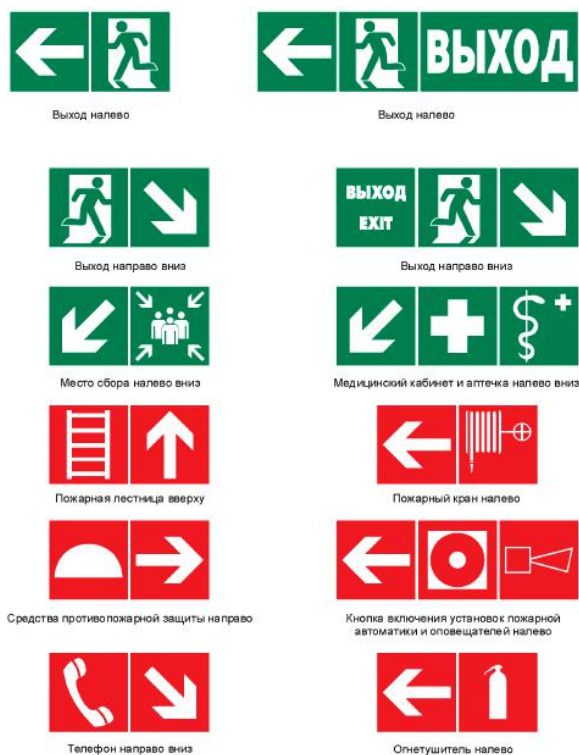 ВЫХОД
Выход налево
Выход налево
ВЫХОД
EXIT
Выход направо вниз
Выход направо вниз
Место сбора налево вниз
Медицинский кабинет и аптечка налево вниз
Пожарная лестница вверху
Пожарный кран налево
Средства противопожарной защиты направо
Кнопка включения установок пожарной
автоматики и оповещателей налево
Телефон направо вниз
Огнетушитель налево